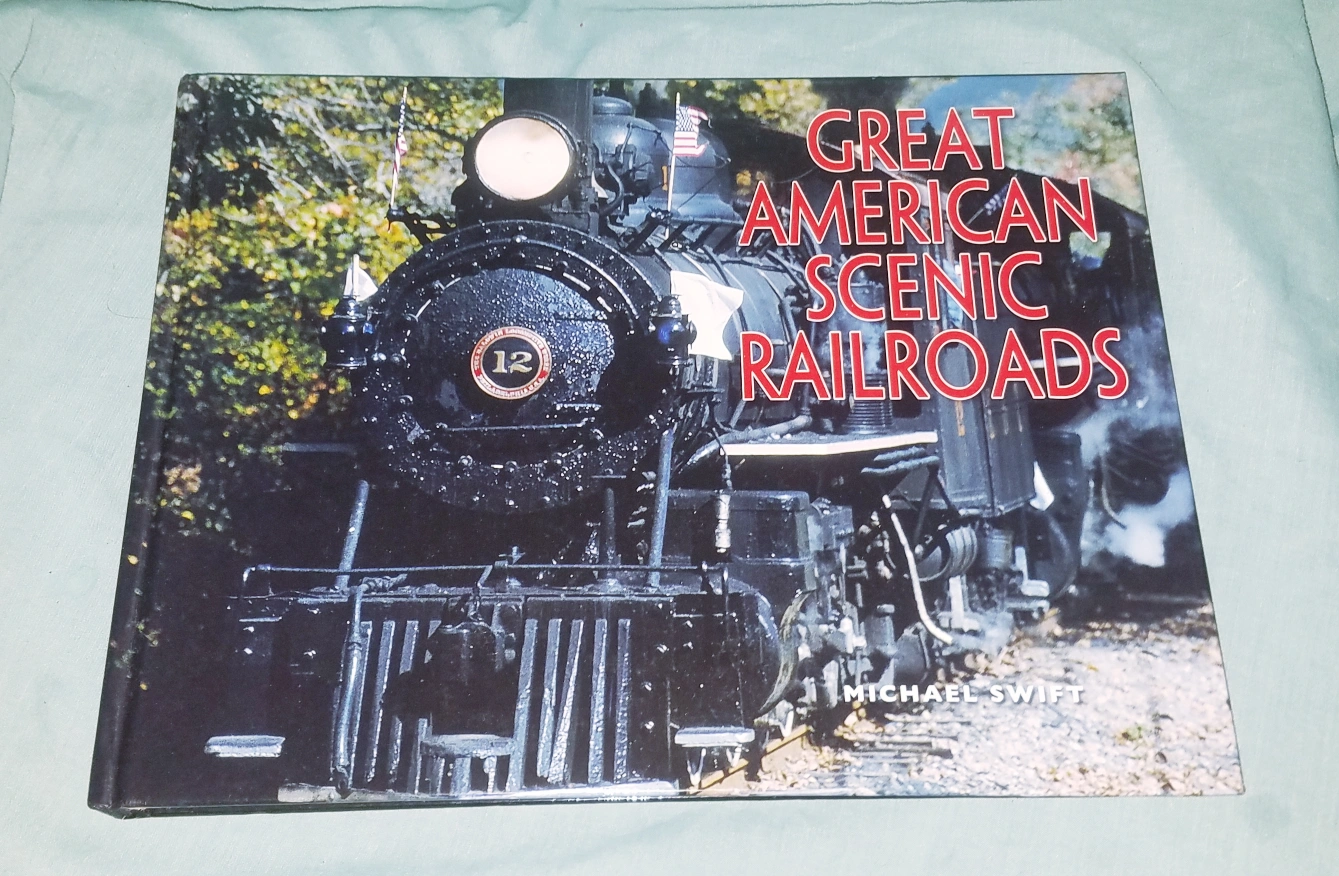 GREAT
AMERICAN
SCENIC
RAILROADS
12
MICHAEL SWIFT